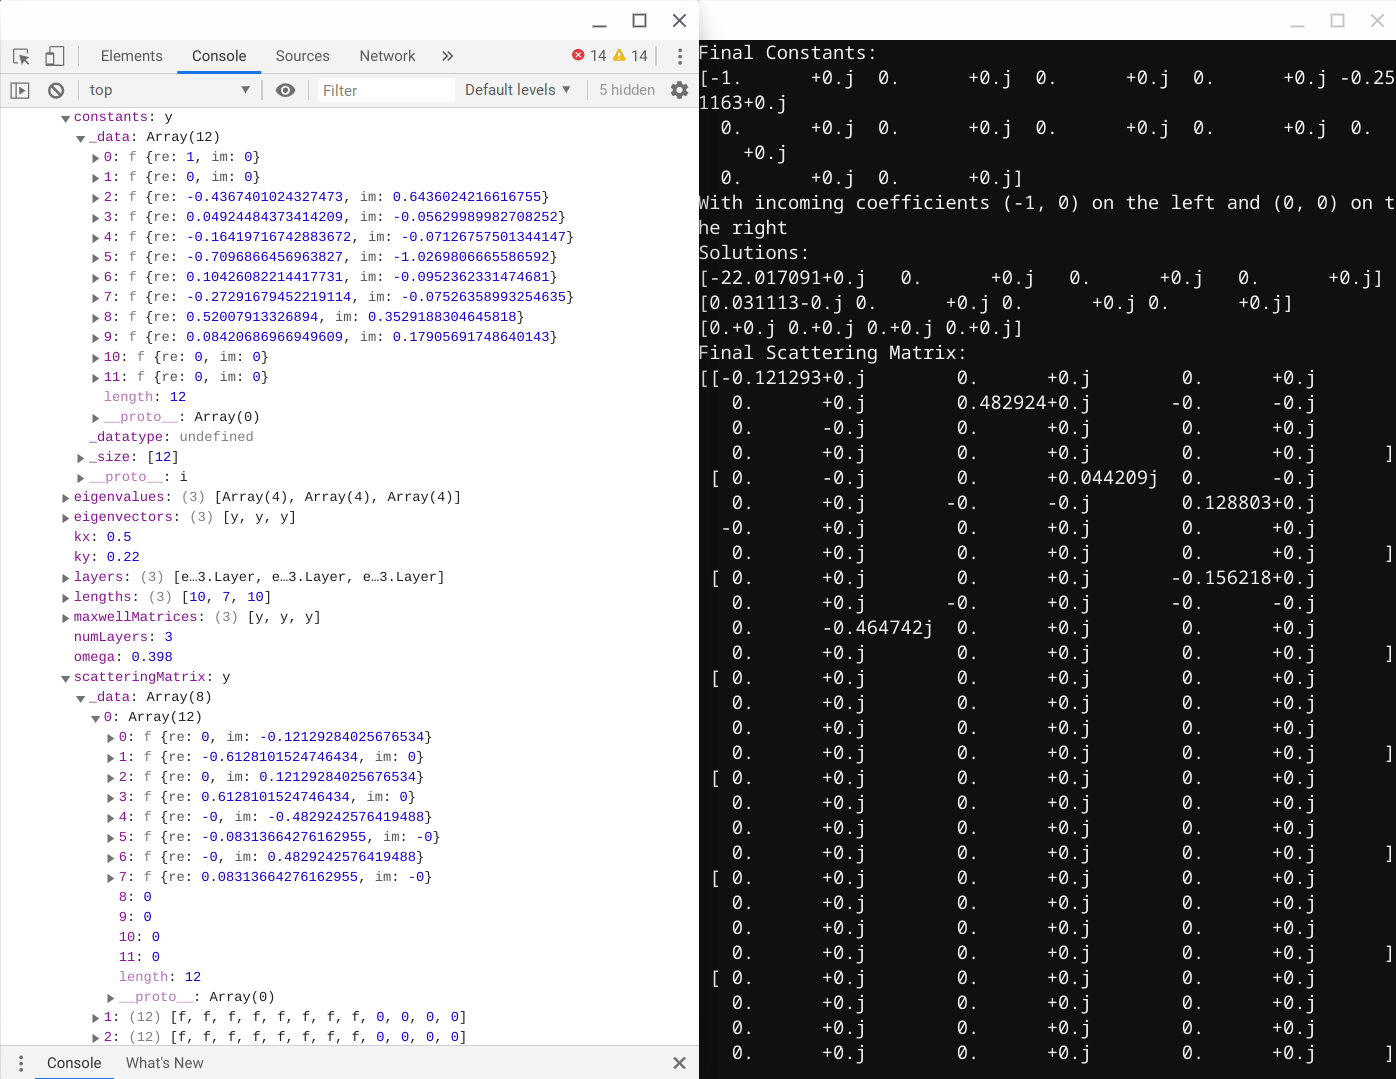 Elements Console Sources Network » 14 14
top Filter Default levels 5 hidden
constants: y
_data: Array(12)
0: f {re: 1, im: 0}
1: f {re: 0, im: 0}
2: f {re: -0.4367401024327473, im: 0.6436024216616755}
3: f {re: 0.04924484373414209, im: -0.05629989982708252}
4: f {re: -0.16419716742883672, im: -0.07126757501344147}
5: f {re: -0.7096866456963827, im: -1.0269806665586592}
6: f {re: 0.10426082214417731, im: -0.0952362331474681}
7: f {re: -0.27291679452219114, im: -0.07526358993254635}
8: f {re: 0.52007913326894, im: 0.3529188304645818}
9: f {re: 0.08420686966949609, im: 0.17905691748640143}
10: f {re: 0, im: 0}
11: f {re: 0, im: 0}
length: 12
__proto__: Array(0)
_datatype: undefined
_size: [12]
__proto__: i
eigenvalues: (3) [Array(4), Array(4), Array(4)]
eigenvectors: (3) [y, y, y]
kx: 0.5
ky: 0.22
layers: (3) [e…3.Layer, e…3.Layer, e…3.Layer]
lengths: (3) [10, 7, 10]
maxwellMatrices: (3) [y, y, y]
numLayers: 3
omega: 0.398
scatteringMatrix: y
_data: Array(8)
0: Array(12)
0: f {re: 0, im: -0.12129284025676534}
1: f {re: -0.6128101524746434, im: 0}
2: f {re: 0, im: 0.12129284025676534}
3: f {re: 0.6128101524746434, im: 0}
4: f {re: -0, im: -0.4829242576419488}
5: f {re: -0.08313664276162955, im: -0}
6: f {re: -0, im: 0.4829242576419488}
7: f {re: 0.08313664276162955, im: -0}
8: 0
9: 0
10: 0
11: 0
length: 12
__proto__: Array(0)
1: (12) [f, f, f, f, f, f, f, f, 0, 0, 0, 0]
2: (12) [f, f, f, f, f, f, f, f, 0, 0, 0, 0]
Console What's New
Final Constants:
[-1. +0.j 0. +0.j 0. +0.j 0. +0.j -0.25
1163+0.j
0. +0.j 0. +0.j 0. +0.j 0. +0.j 0.
+0.j
0. +0.j 0. +0.j]
With incoming coefficients (-1, 0) on the left and (0, 0) on t
he right
Solutions:
[-22.017091+0.j 0. +0.j 0. +0.j 0. +0.j]
[0.031113-0.j 0. +0.j 0. +0.j 0. +0.j]
[0.+0.j 0.+0.j 0.+0.j 0.+0.j]
Final Scattering Matrix:
[[-0.121293+0.j 0. +0.j 0. +0.j
0. +0.j 0.482924+0.j -0. -0.j
0. -0.j 0. +0.j 0. +0.j
0. +0.j 0. +0.j 0. +0.j ]
[ 0. -0.j 0. +0.044209j 0. -0.j
0. +0.j -0. -0.j 0.128803+0.j
-0. +0.j 0. +0.j 0. +0.j
0. +0.j 0. +0.j 0. +0.j ]
[ 0. +0.j 0. +0.j -0.156218+0.j
0. +0.j -0. +0.j -0. -0.j
0. -0.464742j 0. +0.j 0. +0.j
0. +0.j 0. +0.j 0. +0.j ]
[ 0. +0.j 0. +0.j 0. +0.j
0. +0.j 0. +0.j 0. +0.j
0. +0.j 0. +0.j 0. +0.j
0. +0.j 0. +0.j 0. +0.j ]
[ 0. +0.j 0. +0.j 0. +0.j
0. +0.j 0. +0.j 0. +0.j
0. +0.j 0. +0.j 0. +0.j
0. +0.j 0. +0.j 0. +0.j ]
[ 0. +0.j 0. +0.j 0. +0.j
0. +0.j 0. +0.j 0. +0.j
0. +0.j 0. +0.j 0. +0.j
0. +0.j 0. +0.j 0. +0.j ]
[ 0. +0.j 0. +0.j 0. +0.j
0. +0.j 0. +0.j 0. +0.j
0. +0.j 0. +0.j 0. +0.j
0. +0.j 0. +0.j 0. +0.j ]